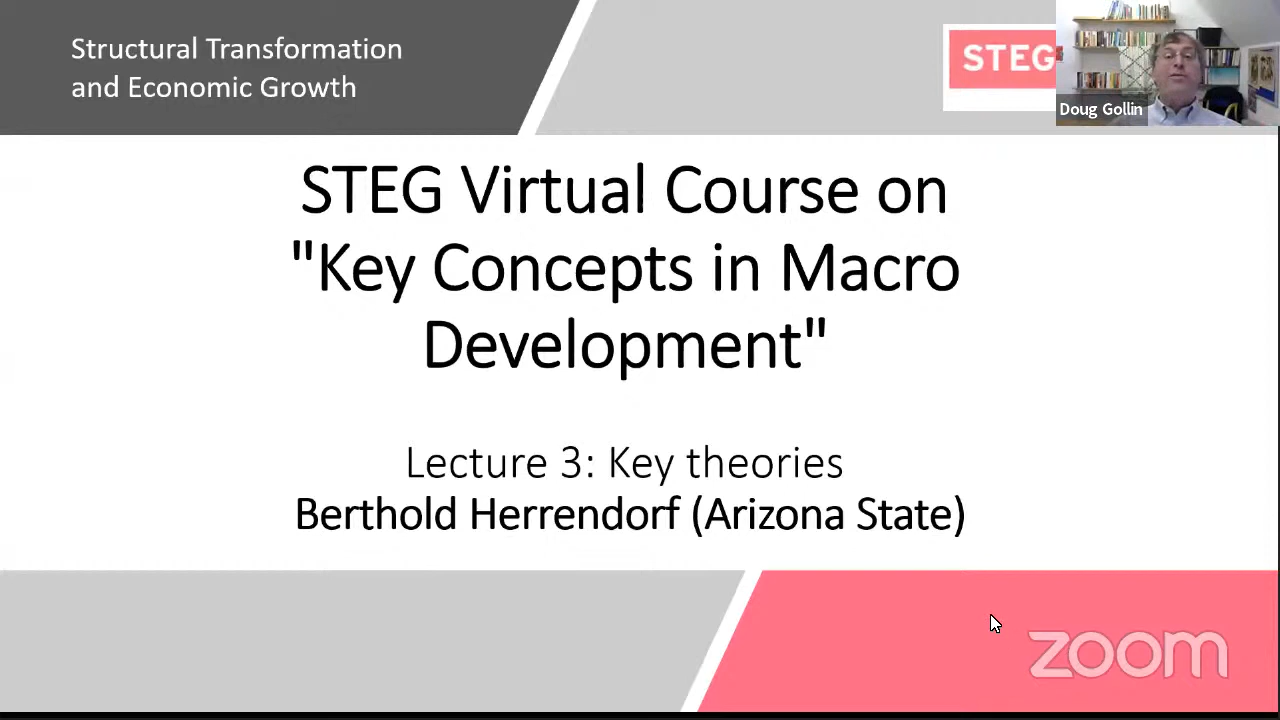 Structural Transformation
and Economic Growth
STEG
Doug Gollin
STEG Virtual Course on
"Key Concepts in Macro
Development"
Lecture 3: Key theories
Berthold Herrendorf (Arizona State)
zoom